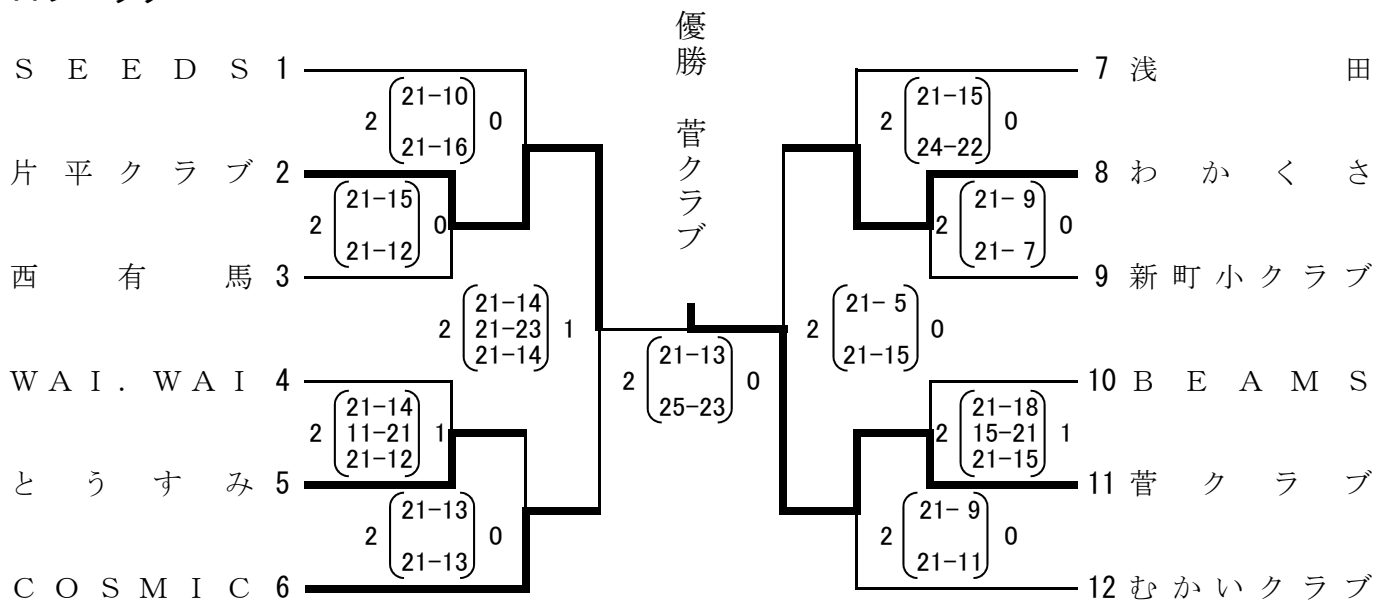 優勝 菅クラブ
SEEDS 1
2 21-10 0
21-16
片平クラブ 2
2 21-15 0
21-12
西有馬 3
2 21-14 1
21-23
21-14
WAI.WAI 4
2 21-14 1
11-21
21-12
とうすみ 5
2 21-13 0
21-13
COSMIC 6
2 21-13 0
25-23
7 浅田
2 21-15 0
24-22
8 わかくさ
2 21- 9 0
21- 7
9 新町小クラブ
2 21- 5 0
21-15
10 BEAMS
2 21-18 1
15-21
21-15
11 菅クラブ
2 21- 9 0
21-11
12 むかいクラブ